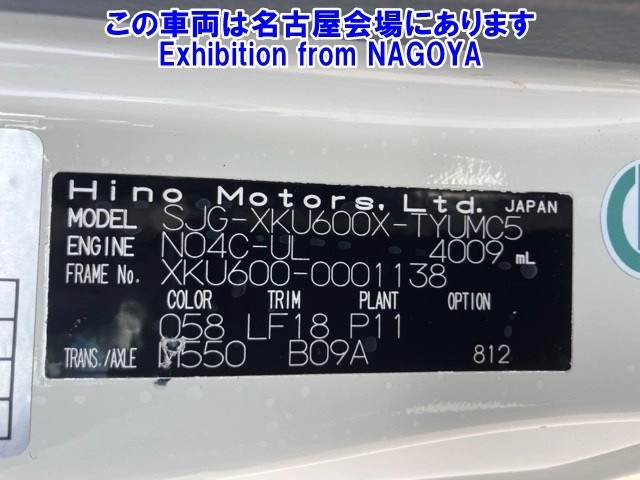 この車両は名古屋会場にあります
Exhibition from NAGOYA
Hino Motors, Ltd. JAPAN
MODEL SJG-XKU600X-TYUMC5
ENGINE N04C-UL 4009 mL
FRAME No. XKU600-0001138
COLOR TRIM PLANT OPTION
058 LF18 P11
TRANS./AXLE M550 B09A 812